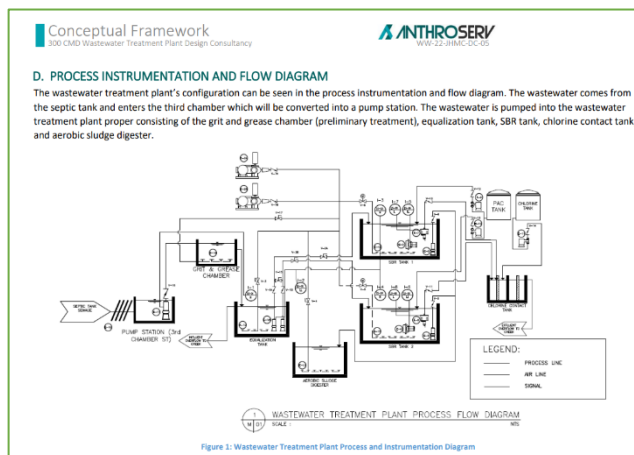 Conceptual Framework
300 CMD Wastewater Treatment Plant Design Consultancy
ANTHROSERV
WW-22-JHMC-DC-05
D. PROCESS INSTRUMENTATION AND FLOW DIAGRAM
The wastewater treatment plant's configuration can be seen in the process instrumentation and flow diagram. The wastewater comes from
the septic tank and enters the third chamber which will be converted into a pump station. The wastewater is pumped into the wastewater
treatment plant proper consisting of the grit and grease chamber (preliminary treatment), equalization tank, SBR tank, chlorine contact tank
and aerobic sludge digester.
PAC
TANK
CHLORINE
TANK
SBR TANK 1
GRIT & GREASE
CHAMBER
SEPTIC TANK
SEWAGE
PUMP STATION (3rd
CHAMBER ST)
EQUALIZATION
TANK
SBR TANK 2
CHLORINE CONTACT
TANK
AEROBIC SLUDGE
DIGESTER
LEGEND:
PROCESS LINE
AIR LINE
SIGNAL
1
M 01
WASTEWATER TREATMENT PLANT PROCESS FLOW DIAGRAM
SCALE :
NTS
Figure 1: Wastewater Treatment Plant Process and Instrumentation Diagram